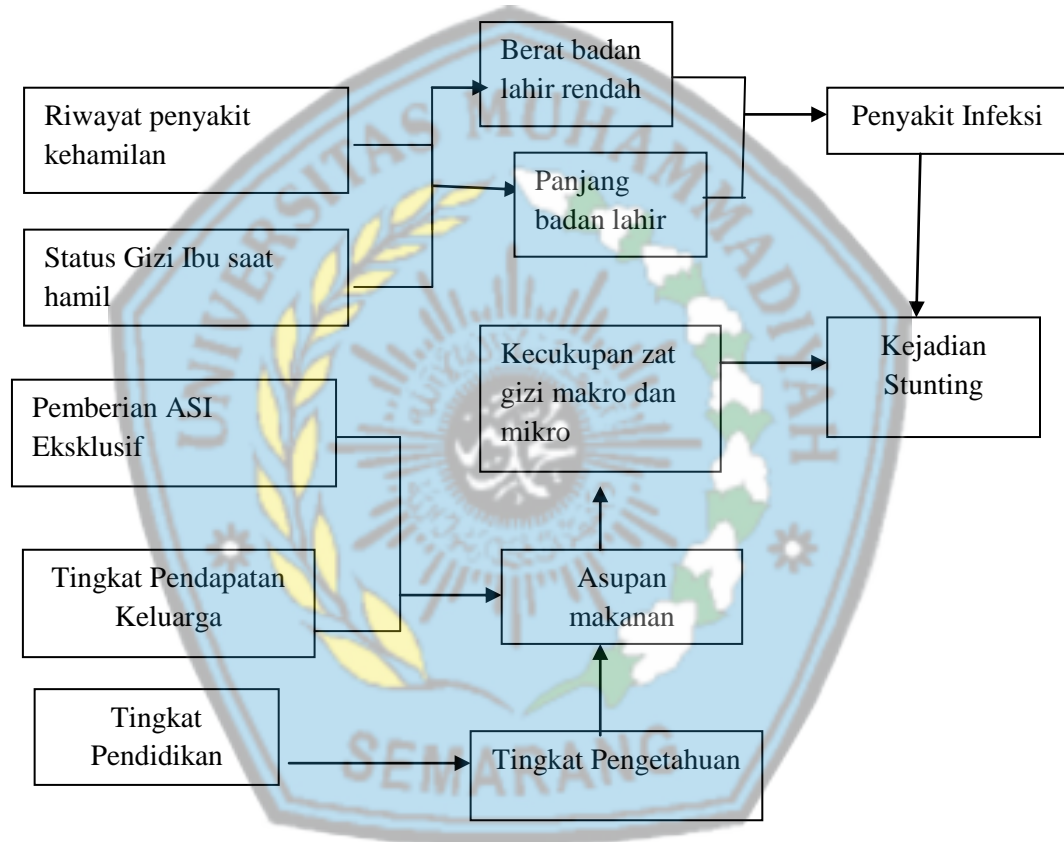 Berat badan
lahir rendah
Riwayat penyakit
kehamilan
Penyakit Infeksi
Panjang
badan lahir
Status Gizi Ibu saat
hamil
Kecukupan zat
gizi makro dan
mikro
Kejadian
Stunting
Pemberian ASI
Eksklusif
Tingkat Pendapatan
Keluarga
Asupan
makanan
Tingkat
Pendidikan
Tingkat Pengetahuan
UNIVERSITAS MUHAMMADIYAH
SEMARANG